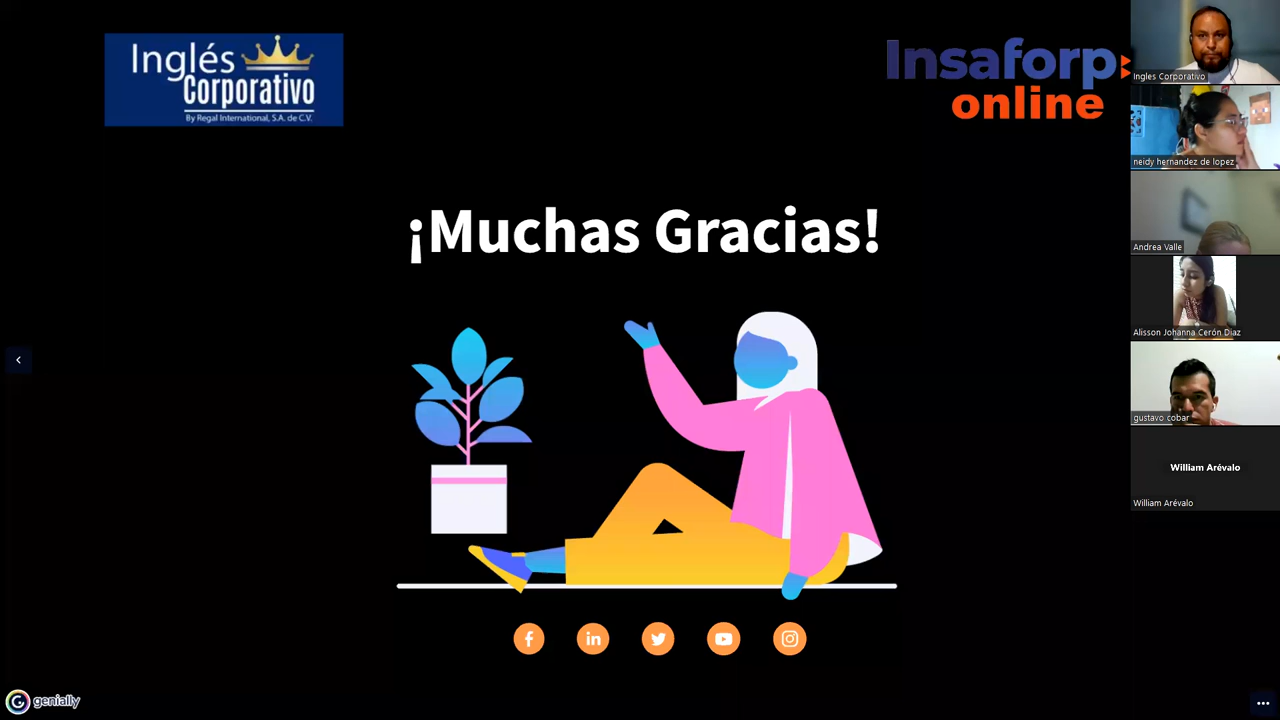 Inglés
Corporativo
By Regal International, S.A. de C.V.
Insaforp
online
¡Muchas Gracias!
genially
Ingles Corporativo
neidy hernandez de lopez
Andrea Valle
Alisson Johanna Cerón Díaz
gustavo cobar
William Arévalo
William Arévalo